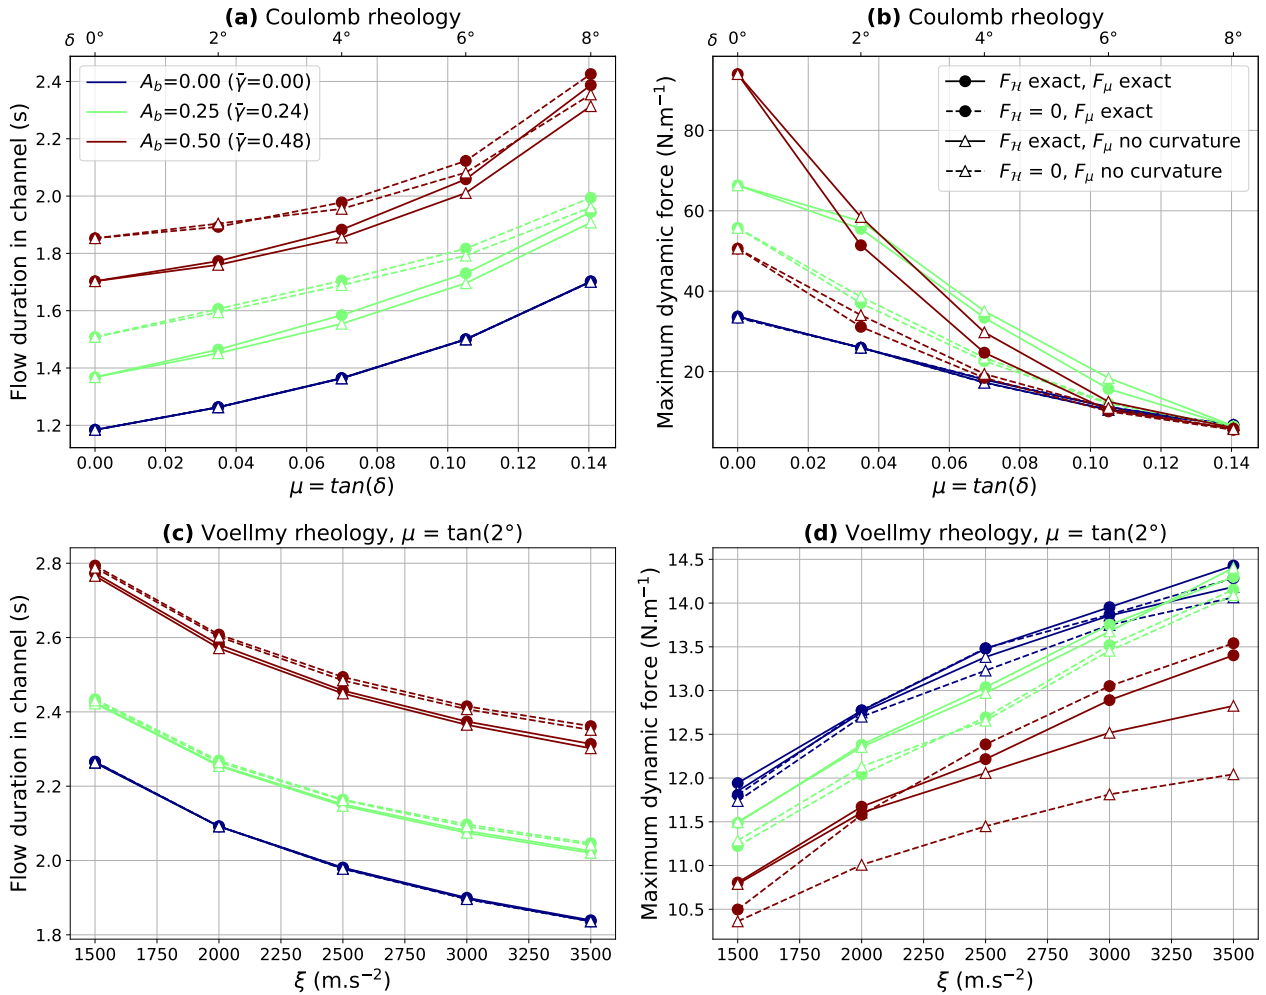 (a) Coulomb rheology
δ 0° 2° 4° 6° 8°
A_b=0.00 (γ̄=0.00)
A_b=0.25 (γ̄=0.24)
A_b=0.50 (γ̄=0.48)
Flow duration in channel (s)
2.4
2.2
2.0
1.8
1.6
1.4
1.2
0.00 0.02 0.04 0.06 0.08 0.10 0.12 0.14
μ = tan(δ)
(b) Coulomb rheology
δ 0° 2° 4° 6° 8°
F_ℋ exact, F_μ exact
F_ℋ = 0, F_μ exact
F_ℋ exact, F_μ no curvature
F_ℋ = 0, F_μ no curvature
Maximum dynamic force (N.m⁻¹)
80
60
40
20
0.00 0.02 0.04 0.06 0.08 0.10 0.12 0.14
μ = tan(δ)
(c) Voellmy rheology, μ = tan(2°)
Flow duration in channel (s)
2.8
2.6
2.4
2.2
2.0
1.8
1500 1750 2000 2250 2500 2750 3000 3250 3500
ξ (m.s⁻²)
(d) Voellmy rheology, μ = tan(2°)
Maximum dynamic force (N.m⁻¹)
14.5
14.0
13.5
13.0
12.5
12.0
11.5
11.0
10.5
1500 1750 2000 2250 2500 2750 3000 3250 3500
ξ (m.s⁻²)